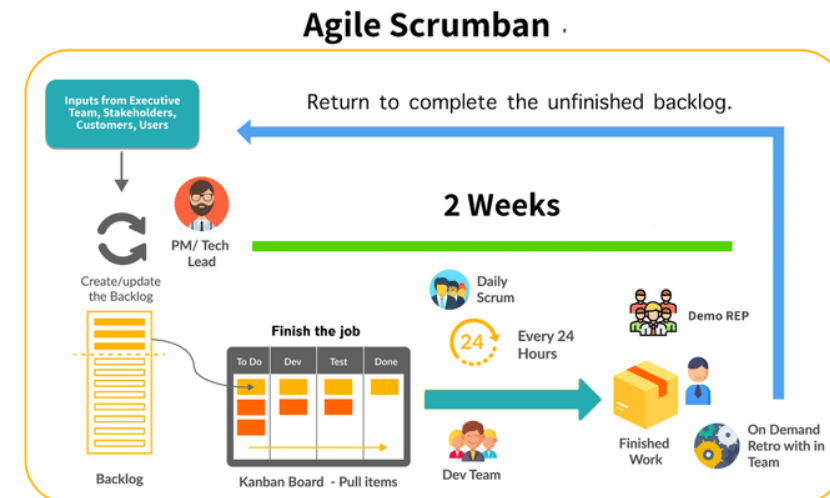 Agile Scrumban
Inputs from Executive
Team, Stakeholders,
Customers, Users
Return to complete the unfinished backlog.
2 Weeks
PM/ Tech
Lead
Create/update
the Backlog
Daily
Scrum
24
Every 24
Hours
Demo REP
Finish the job
To Do
Dev
Test
Done
Finished
Work
On Demand
Retro with in
Team
Dev Team
Backlog
Kanban Board - Pull items